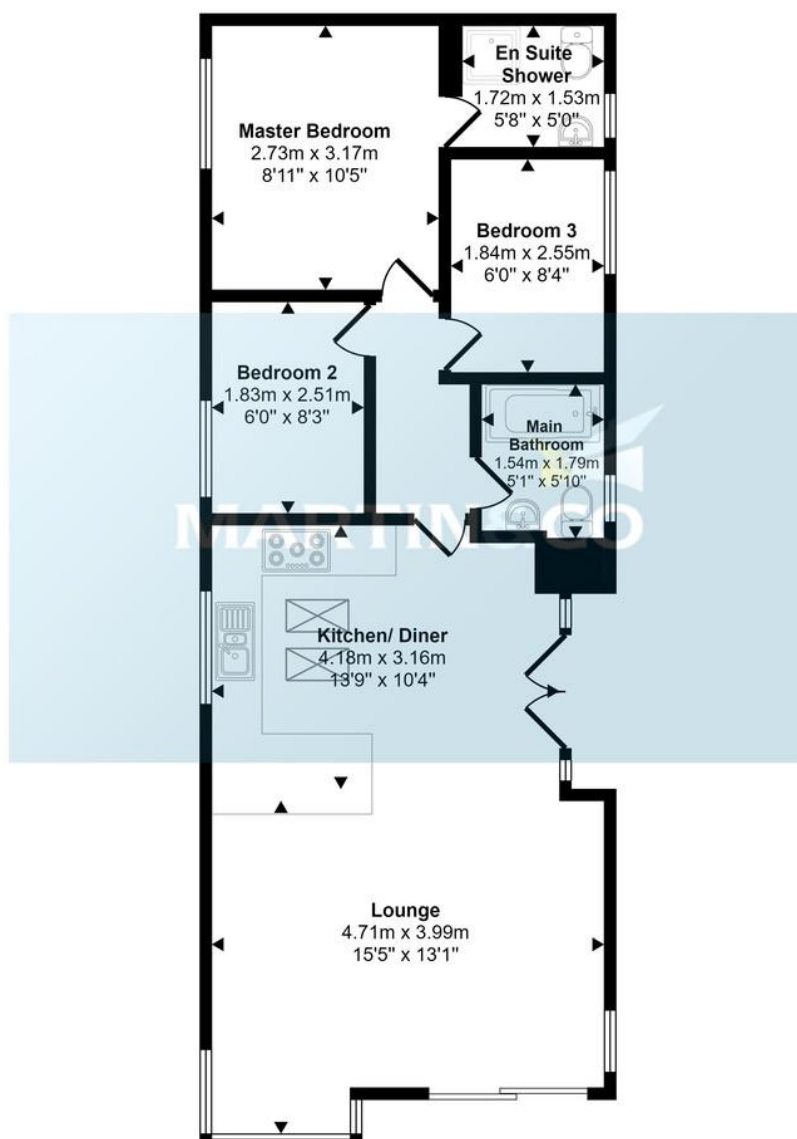 En Suite
Shower
1.72m x 1.53m
5'8" x 5'0"
Master Bedroom
2.73m x 3.17m
8'11" x 10'5"
Bedroom 3
1.84m x 2.55m
6'0" x 8'4"
Bedroom 2
1.83m x 2.51m
6'0" x 8'3"
Main
Bathroom
1.54m x 1.79m
5'1" x 5'10"
MARTIN&CO
Kitchen/ Diner
4.18m x 3.16m
13'9" x 10'4"
Lounge
4.71m x 3.99m
15'5" x 13'1"